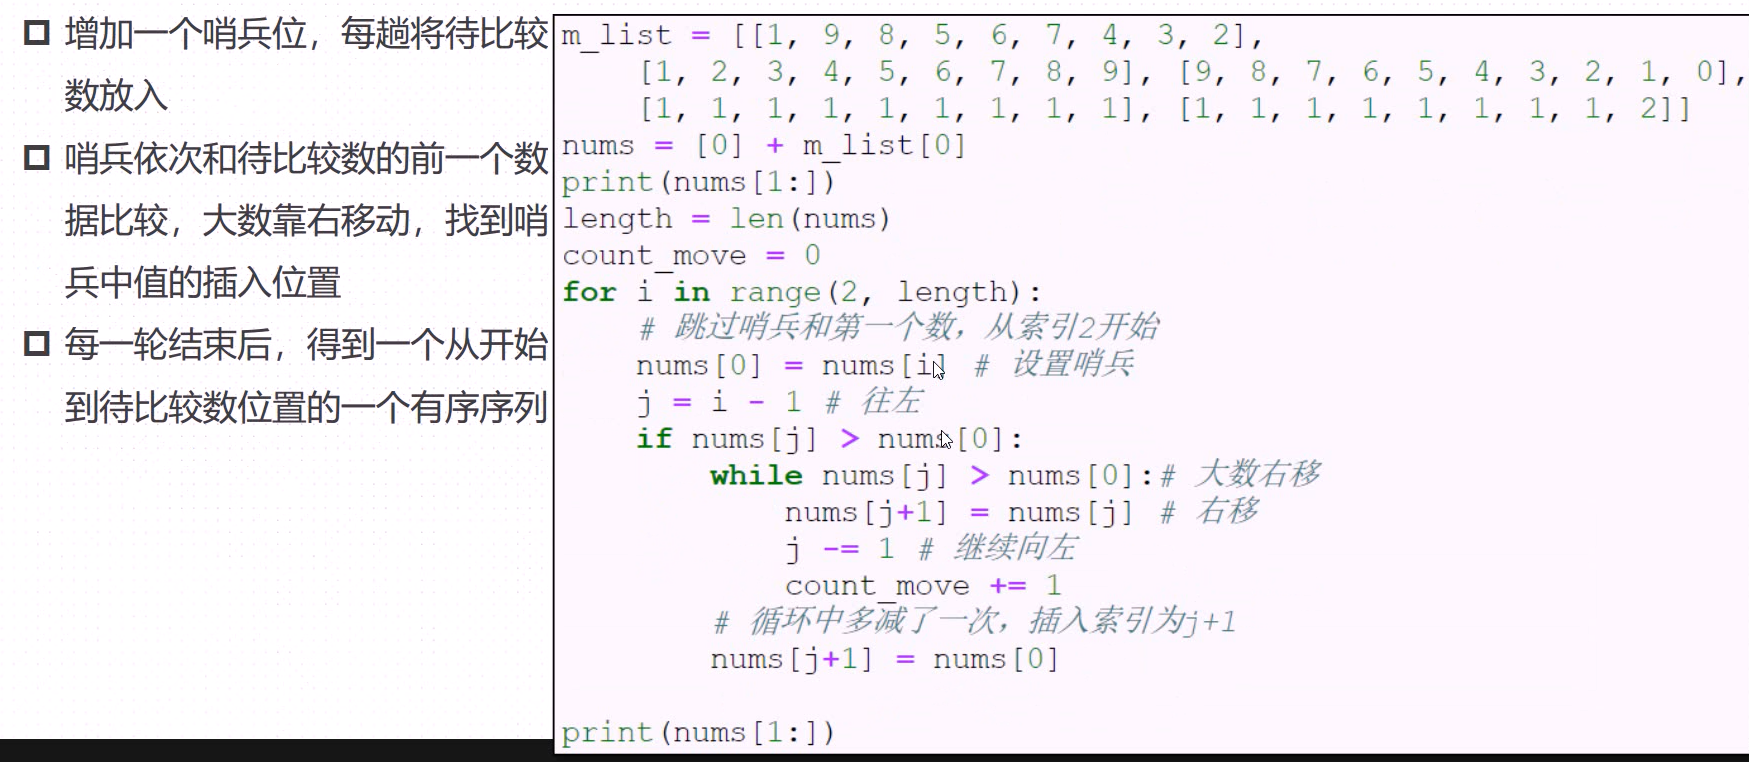 增加一个哨兵位，每趟将待比较
数放入
哨兵依次和待比较数的前一个数
据比较，大数靠右移动，找到哨
兵中值的插入位置
每一轮结束后，得到一个从开始
到待比较数位置的一个有序序列
m_list = [[1, 9, 8, 5, 6, 7, 4, 3, 2],
    [1, 2, 3, 4, 5, 6, 7, 8, 9], [9, 8, 7, 6, 5, 4, 3, 2, 1, 0],
    [1, 1, 1, 1, 1, 1, 1, 1, 1], [1, 1, 1, 1, 1, 1, 1, 1, 2]]
nums = [0] + m_list[0]
print(nums[1:])
length = len(nums)
count_move = 0
for i in range(2, length):
    # 跳过哨兵和第一个数，从索引2开始
    nums[0] = nums[i] # 设置哨兵
    j = i - 1 # 往左
    if nums[j] > nums[0]:
        while nums[j] > nums[0]:# 大数右移
            nums[j+1] = nums[j] # 右移
            j -= 1 # 继续向左
            count_move += 1
        # 循环中多减了一次，插入索引为j+1
        nums[j+1] = nums[0]
print(nums[1:])